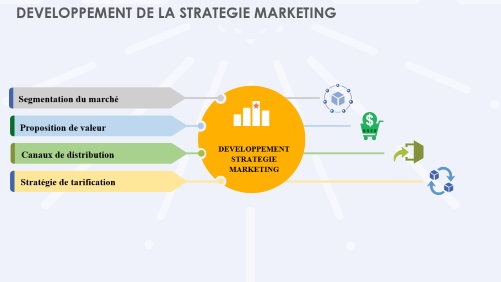 DEVELOPPEMENT DE LA STRATEGIE MARKETING
Segmentation du marché
Proposition de valeur
Canaux de distribution
Stratégie de tarification
DEVELOPPEMENT
STRATEGIE
MARKETING
$